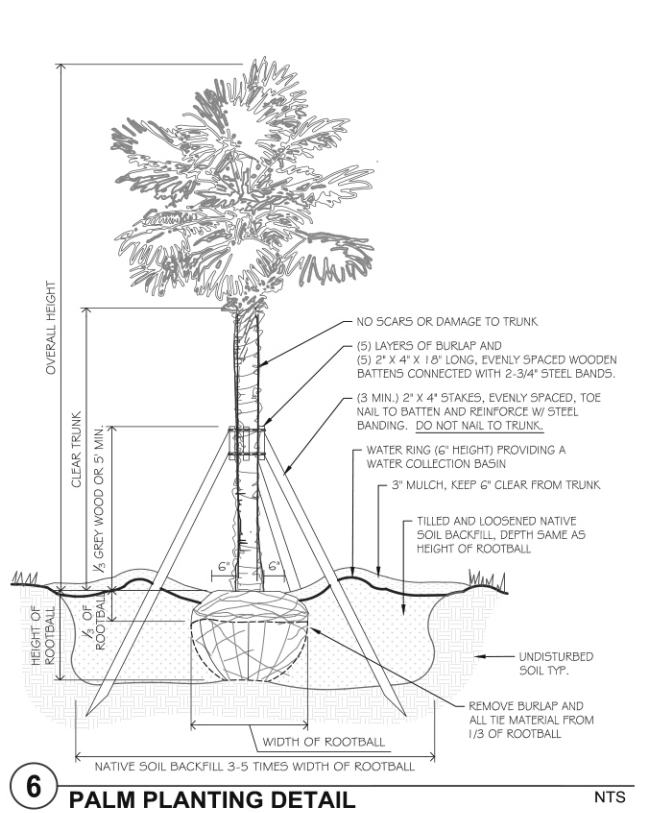 OVERALL HEIGHT
CLEAR TRUNK
1/3 GREY WOOD OR 5' MIN.
NO SCARS OR DAMAGE TO TRUNK
(5) LAYERS OF BURLAP AND
(5) 2" X 4" X 18" LONG, EVENLY SPACED WOODEN
BATTENS CONNECTED WITH 2-3/4" STEEL BANDS.
(3 MIN.) 2" X 4" STAKES, EVENLY SPACED, TOE
NAIL TO BATTEN AND REINFORCE W/ STEEL
BANDING. DO NOT NAIL TO TRUNK.
WATER RING (6" HEIGHT) PROVIDING A
WATER COLLECTION BASIN
3" MULCH, KEEP 6" CLEAR FROM TRUNK
TILLED AND LOOSENED NATIVE
SOIL BACKFILL, DEPTH SAME AS
HEIGHT OF ROOTBALL
6"
6"
HEIGHT OF
ROOTBALL
1/3 OF
ROOTBALL
UNDISTURBED
SOIL TYP.
REMOVE BURLAP AND
ALL TIE MATERIAL FROM
1/3 OF ROOTBALL
WIDTH OF ROOTBALL
NATIVE SOIL BACKFILL 3-5 TIMES WIDTH OF ROOTBALL
6
PALM PLANTING DETAIL
NTS